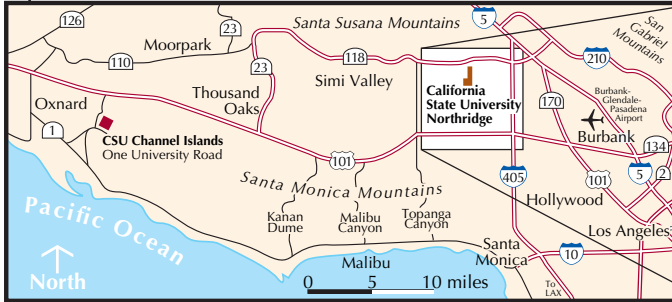 126
23
Santa Susana Mountains
5
San
Gabriel
Mountains
Moorpark
110
23
118
Simi Valley
210
Oxnard
Thousand
Oaks
California
State University
Northridge
170
Burbank-
Glendale-
Pasadena
Airport
Burbank
1
CSU Channel Islands
One University Road
101
134
2
Santa Monica Mountains
405
101
5
Hollywood
Kanan
Dume
Malibu
Canyon
Topanga
Canyon
Los Angeles
Pacific Ocean
Santa
Monica
10
Malibu
North
0 5 10 miles
To
LAX